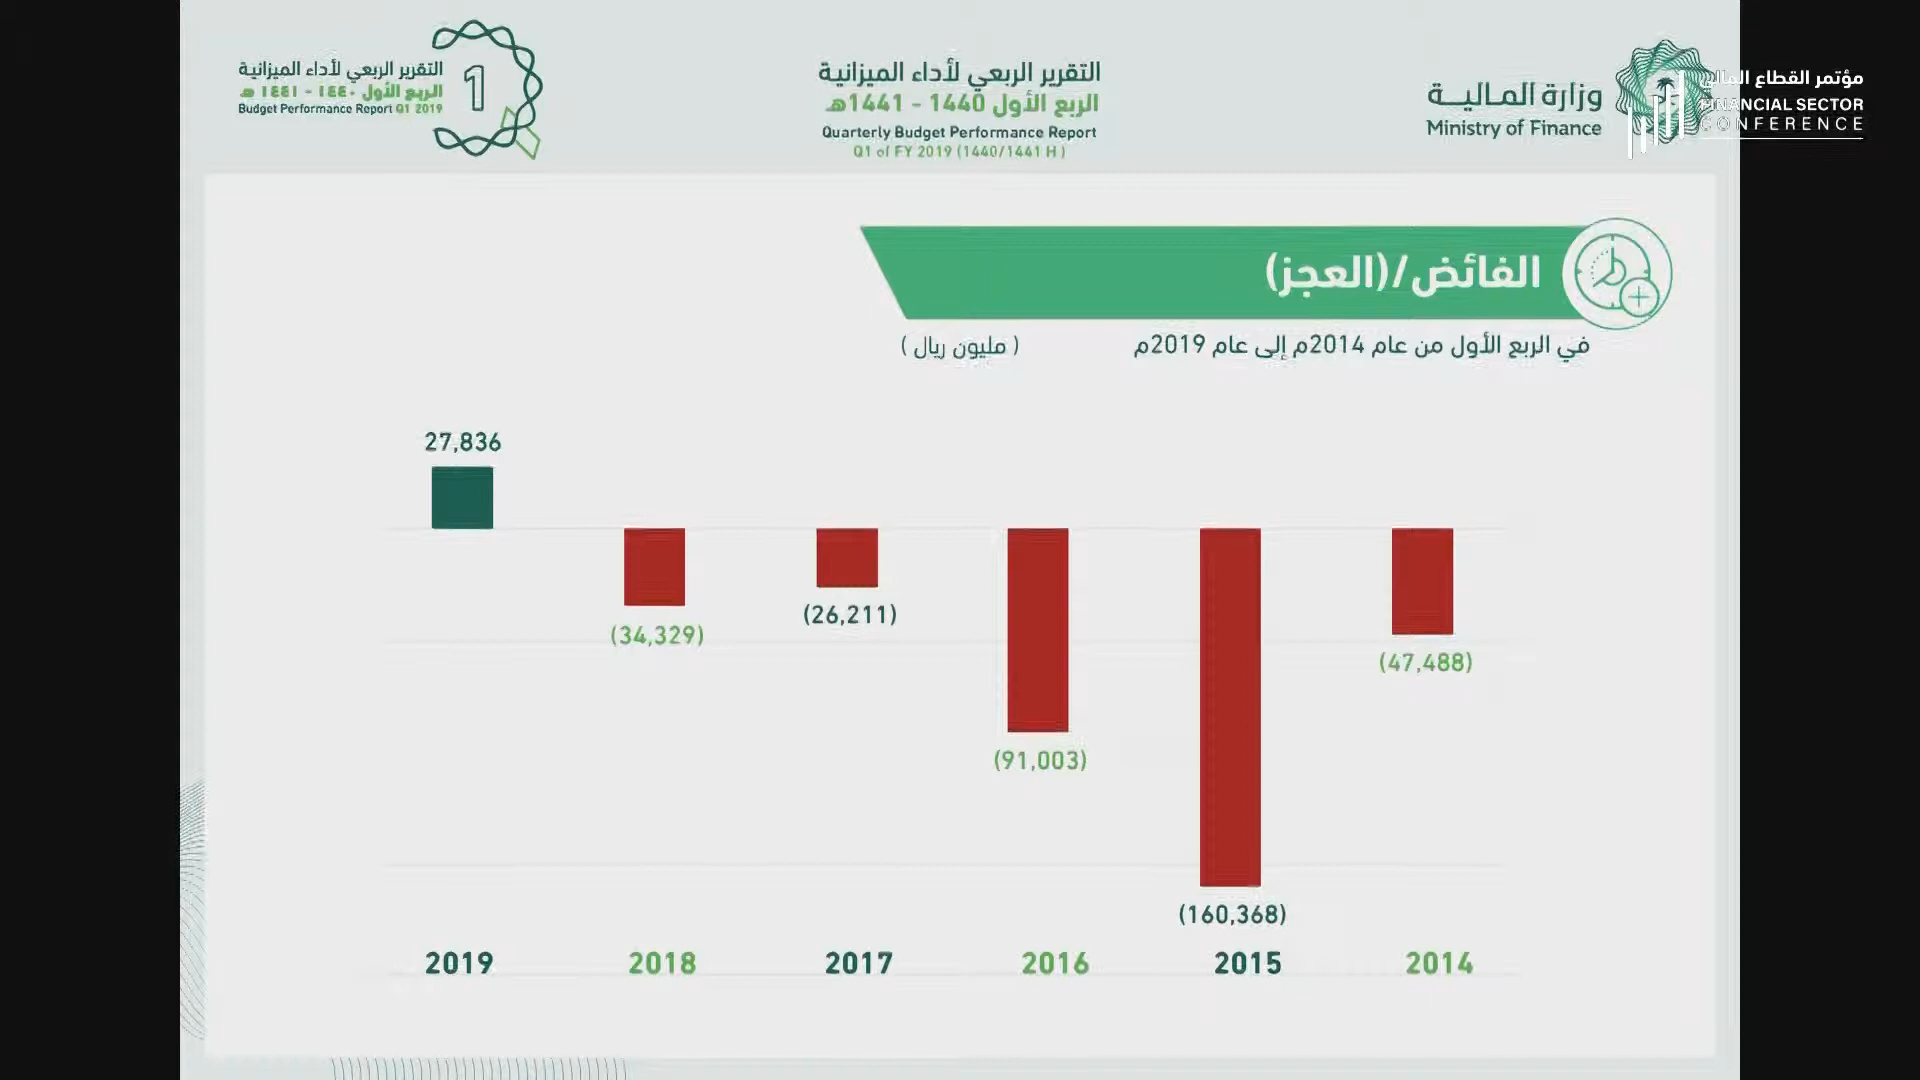 مؤتمر القطاع المالي
FINANCIAL SECTOR
CONFERENCE
وزارة المالية
Ministry of Finance
التقرير الربعي لأداء الميزانية
الربع الأول 1440 - 1441هـ
Quarterly Budget Performance Report
Q1 of FY 2019 (1440/1441 H )
التقرير الربعي لأداء الميزانية
الربع الأول ١٤٤٠ - ١٤٤١ هـ
Budget Performance Report Q1 2019
1
الفائض/(العجز)
في الربع الأول من عام 2014م إلى عام 2019م
( مليون ريال )
27,836
(34,329)
(26,211)
(91,003)
(160,368)
(47,488)
2019 2018 2017 2016 2015 2014